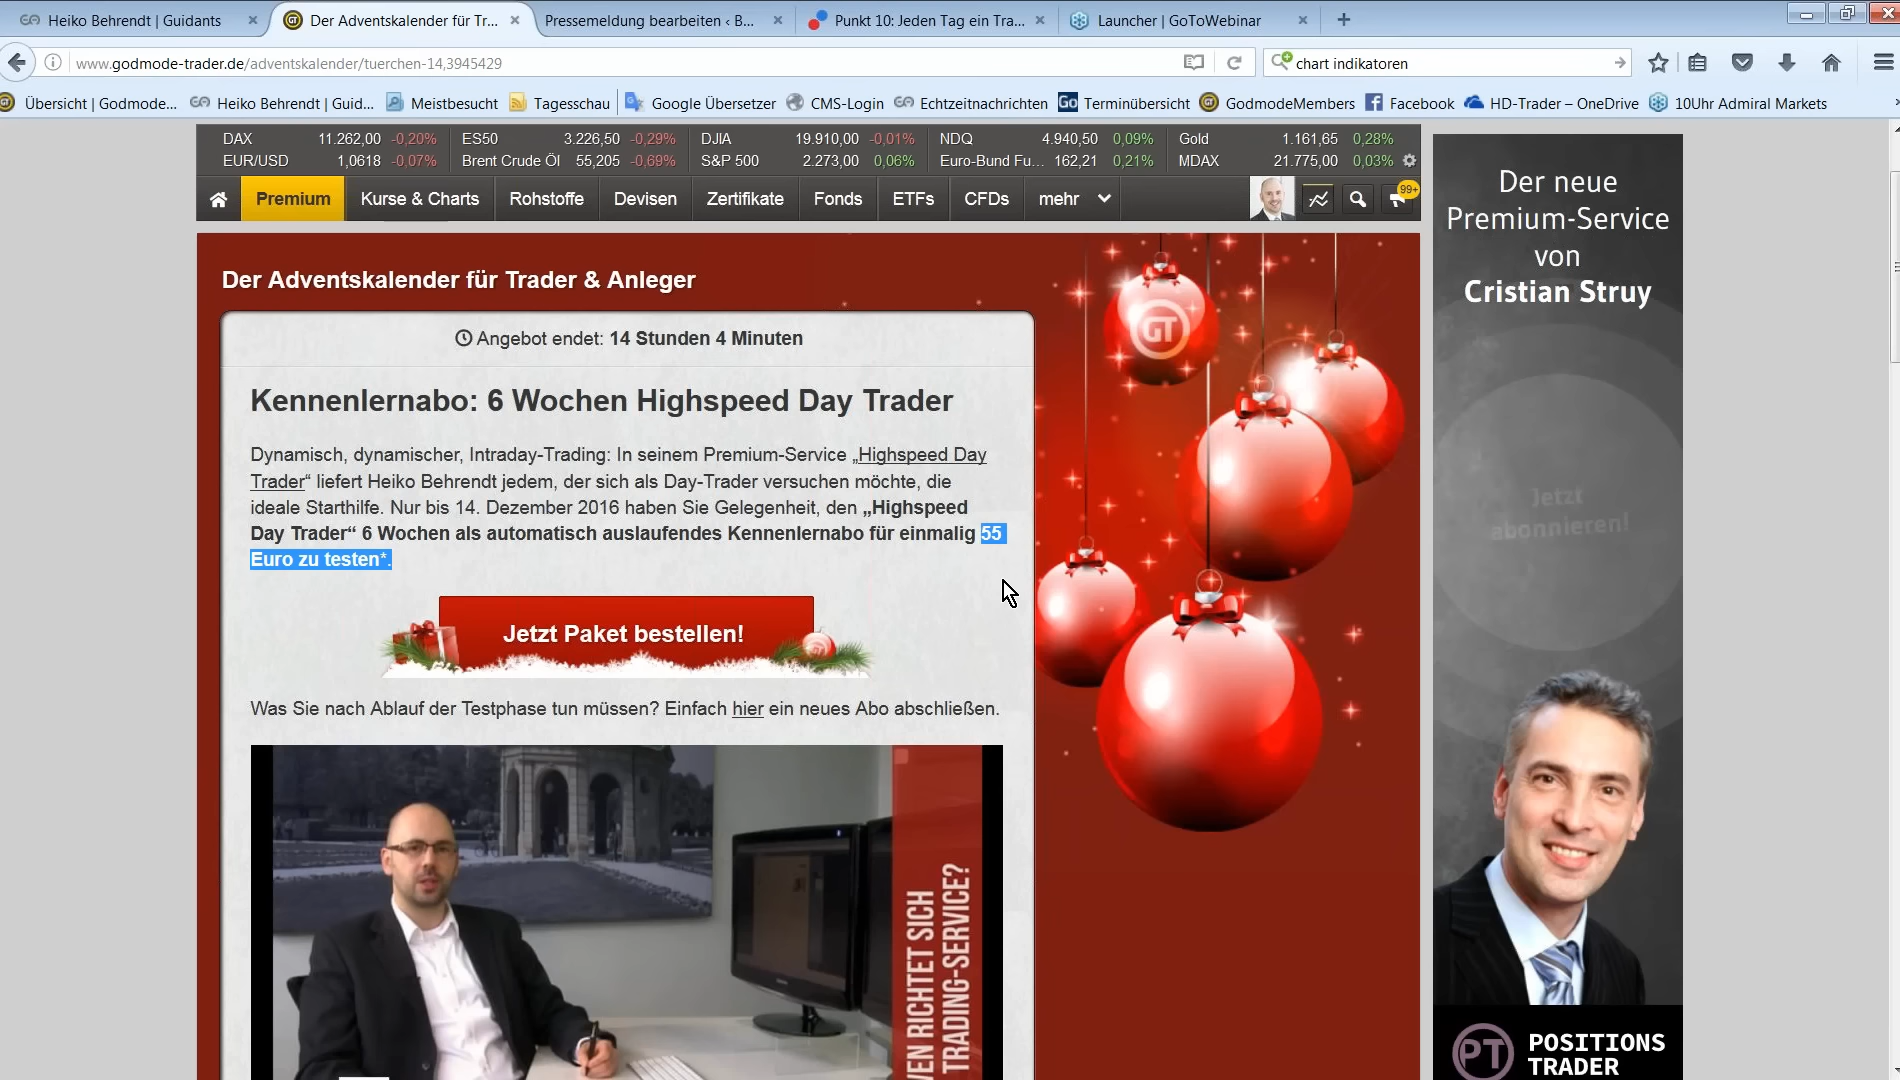 Heiko Behrendt | Guidants
Der Adventskalender für Tr...
Pressemeldung bearbeiten ‹ B...
Punkt 10: Jeden Tag ein Tra...
Launcher | GoToWebinar
www.godmode-trader.de/adventskalender/tuerchen-14,3945429
chart indikatoren
Übersicht | Godmode...
Heiko Behrendt | Guid...
Meistbesucht
Tagesschau
Google Übersetzer
CMS-Login
Echtzeitnachrichten
Go Terminübersicht
GodmodeMembers
Facebook
HD-Trader – OneDrive
10Uhr Admiral Markets
DAX 11.262,00 -0,20% ES50 3.226,50 -0,29% DJIA 19.910,00 -0,01% NDQ 4.940,50 0,09% Gold 1.161,65 0,28%
EUR/USD 1,0618 -0,07% Brent Crude Öl 55,205 -0,69% S&P 500 2.273,00 0,06% Euro-Bund Fu... 162,21 0,21% MDAX 21.775,00 0,03%
Premium Kurse & Charts Rohstoffe Devisen Zertifikate Fonds ETFs CFDs mehr 99+
Der Adventskalender für Trader & Anleger
Angebot endet: 14 Stunden 4 Minuten
Kennenlernabo: 6 Wochen Highspeed Day Trader
Dynamisch, dynamischer, Intraday-Trading: In seinem Premium-Service „Highspeed Day
Trader“ liefert Heiko Behrendt jedem, der sich als Day-Trader versuchen möchte, die
ideale Starthilfe. Nur bis 14. Dezember 2016 haben Sie Gelegenheit, den „Highspeed
Day Trader“ 6 Wochen als automatisch auslaufendes Kennenlernabo für einmalig 55
Euro zu testen*.
Jetzt Paket bestellen!
Was Sie nach Ablauf der Testphase tun müssen? Einfach hier ein neues Abo abschließen.
VEN RICHTET SICH
TRADING-SERVICE?
GT
Der neue
Premium-Service
von
Cristian Struy
Jetzt
abonnieren!
PT
POSITIONS
TRADER